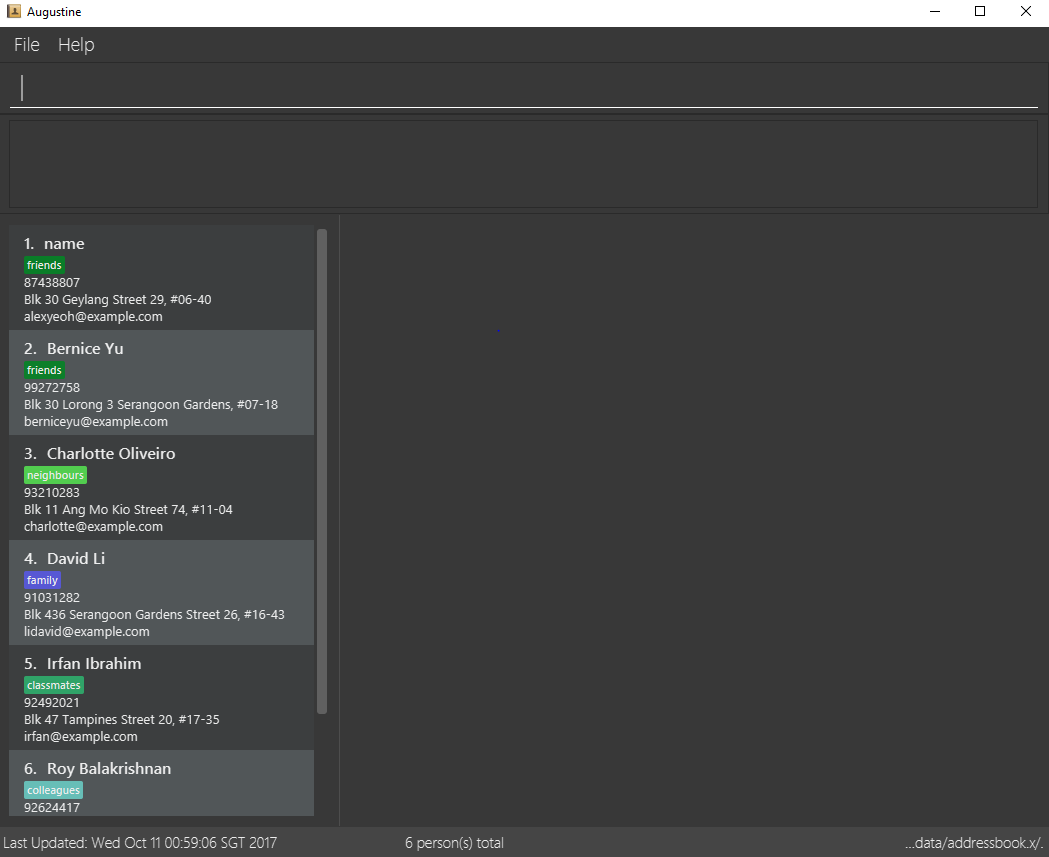 Augustine
File Help
1. name
friends
87438807
Blk 30 Geylang Street 29, #06-40
alexyeoh@example.com
2. Bernice Yu
friends
99272758
Blk 30 Lorong 3 Serangoon Gardens, #07-18
berniceyu@example.com
3. Charlotte Oliveiro
neighbours
93210283
Blk 11 Ang Mo Kio Street 74, #11-04
charlotte@example.com
4. David Li
family
91031282
Blk 436 Serangoon Gardens Street 26, #16-43
lidavid@example.com
5. Irfan Ibrahim
classmates
92492021
Blk 47 Tampines Street 20, #17-35
irfan@example.com
6. Roy Balakrishnan
colleagues
92624417
Last Updated: Wed Oct 11 00:59:06 SGT 2017 6 person(s) total ...data/addressbook.x/.